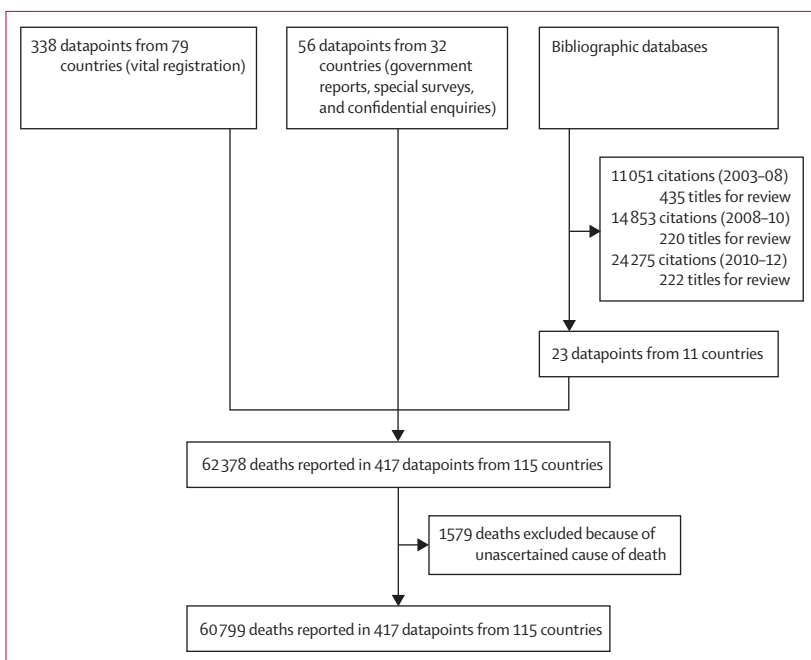 338 datapoints from 79
countries (vital registration)
56 datapoints from 32
countries (government
reports, special surveys,
and confidential enquiries)
Bibliographic databases
11 051 citations (2003–08)
435 titles for review
14 853 citations (2008–10)
220 titles for review
24 275 citations (2010–12)
222 titles for review
23 datapoints from 11 countries
62 378 deaths reported in 417 datapoints from 115 countries
1579 deaths excluded because of
unascertained cause of death
60 799 deaths reported in 417 datapoints from 115 countries